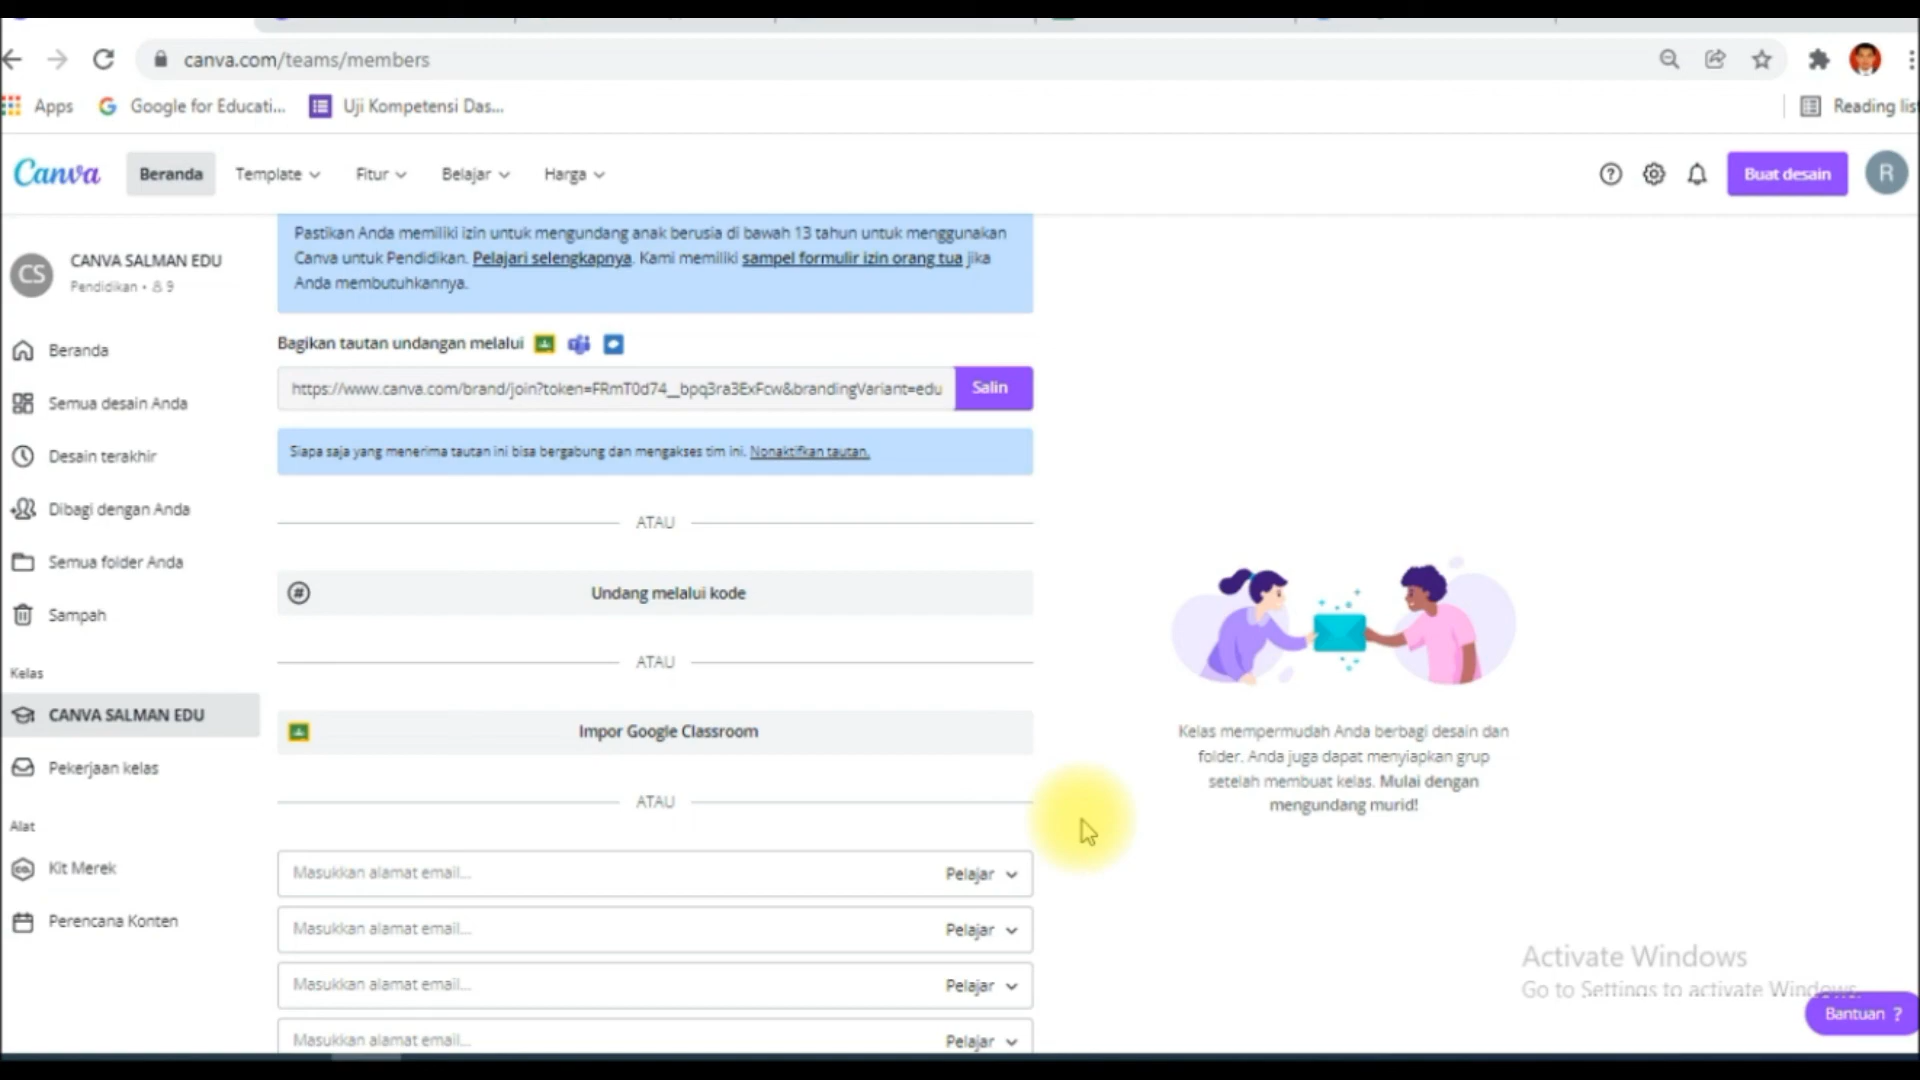 canva.com/teams/members
Apps
Google for Educati...
Uji Kompetensi Das...
Reading lis
Canva
Beranda
Template
Fitur
Belajar
Harga
Buat desain
R
CS
CANVA SALMAN EDU
Pendidikan • 9
Beranda
Semua desain Anda
Desain terakhir
Dibagi dengan Anda
Semua folder Anda
Sampah
Kelas
CANVA SALMAN EDU
Pekerjaan kelas
Alat
Kit Merek
Perencana Konten
Pastikan Anda memiliki izin untuk mengundang anak berusia di bawah 13 tahun untuk menggunakan
Canva untuk Pendidikan. Pelajari selengkapnya. Kami memiliki sampel formulir izin orang tua jika
Anda membutuhkannya.
Bagikan tautan undangan melalui
https://www.canva.com/brand/join?token=FRmT0d74__bpq3ra3ExFcw&brandingVariant=edu
Salin
Siapa saja yang menerima tautan ini bisa bergabung dan mengakses tim ini. Nonaktifkan tautan.
ATAU
Undang melalui kode
ATAU
Impor Google Classroom
ATAU
Masukkan alamat email...
Pelajar
Masukkan alamat email...
Pelajar
Masukkan alamat email...
Pelajar
Masukkan alamat email...
Pelajar
Kelas mempermudah Anda berbagi desain dan
folder. Anda juga dapat menyiapkan grup
setelah membuat kelas. Mulai dengan
mengundang murid!
Activate Windows
Go to Settings to activate Windows.
Bantuan ?